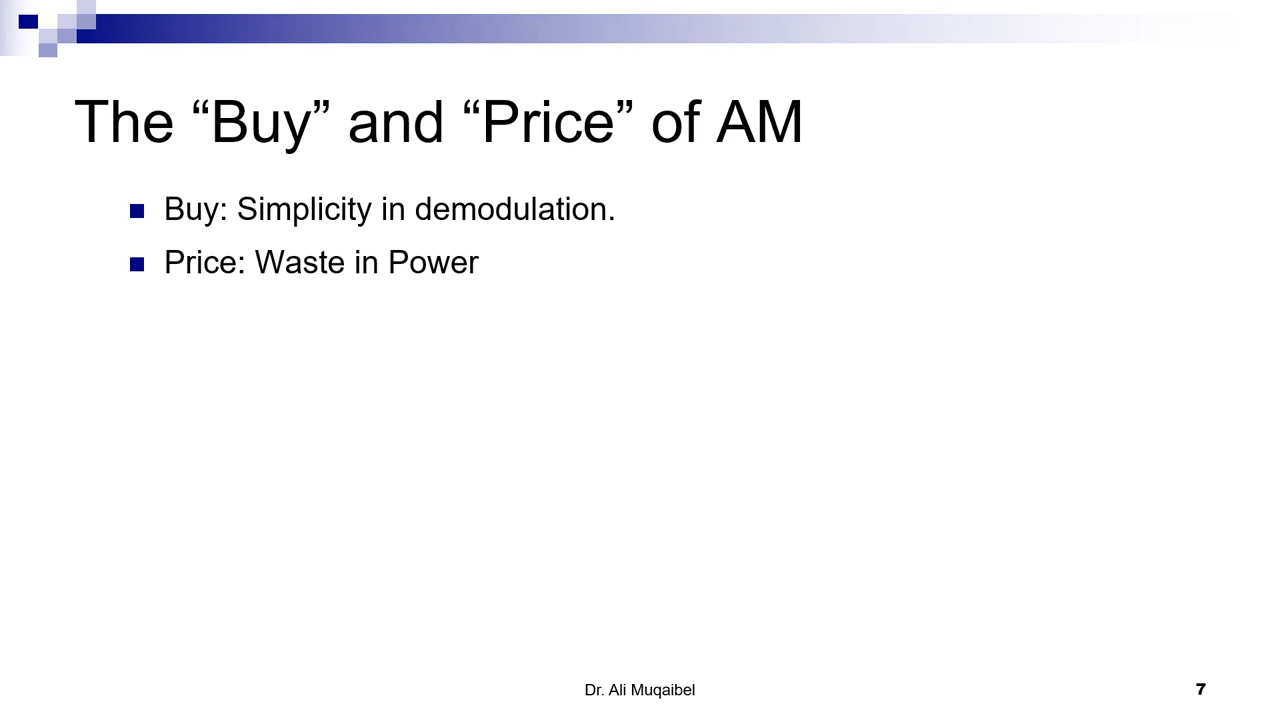 The “Buy” and “Price” of AM
Buy: Simplicity in demodulation.
Price: Waste in Power
Dr. Ali Muqaibel
7